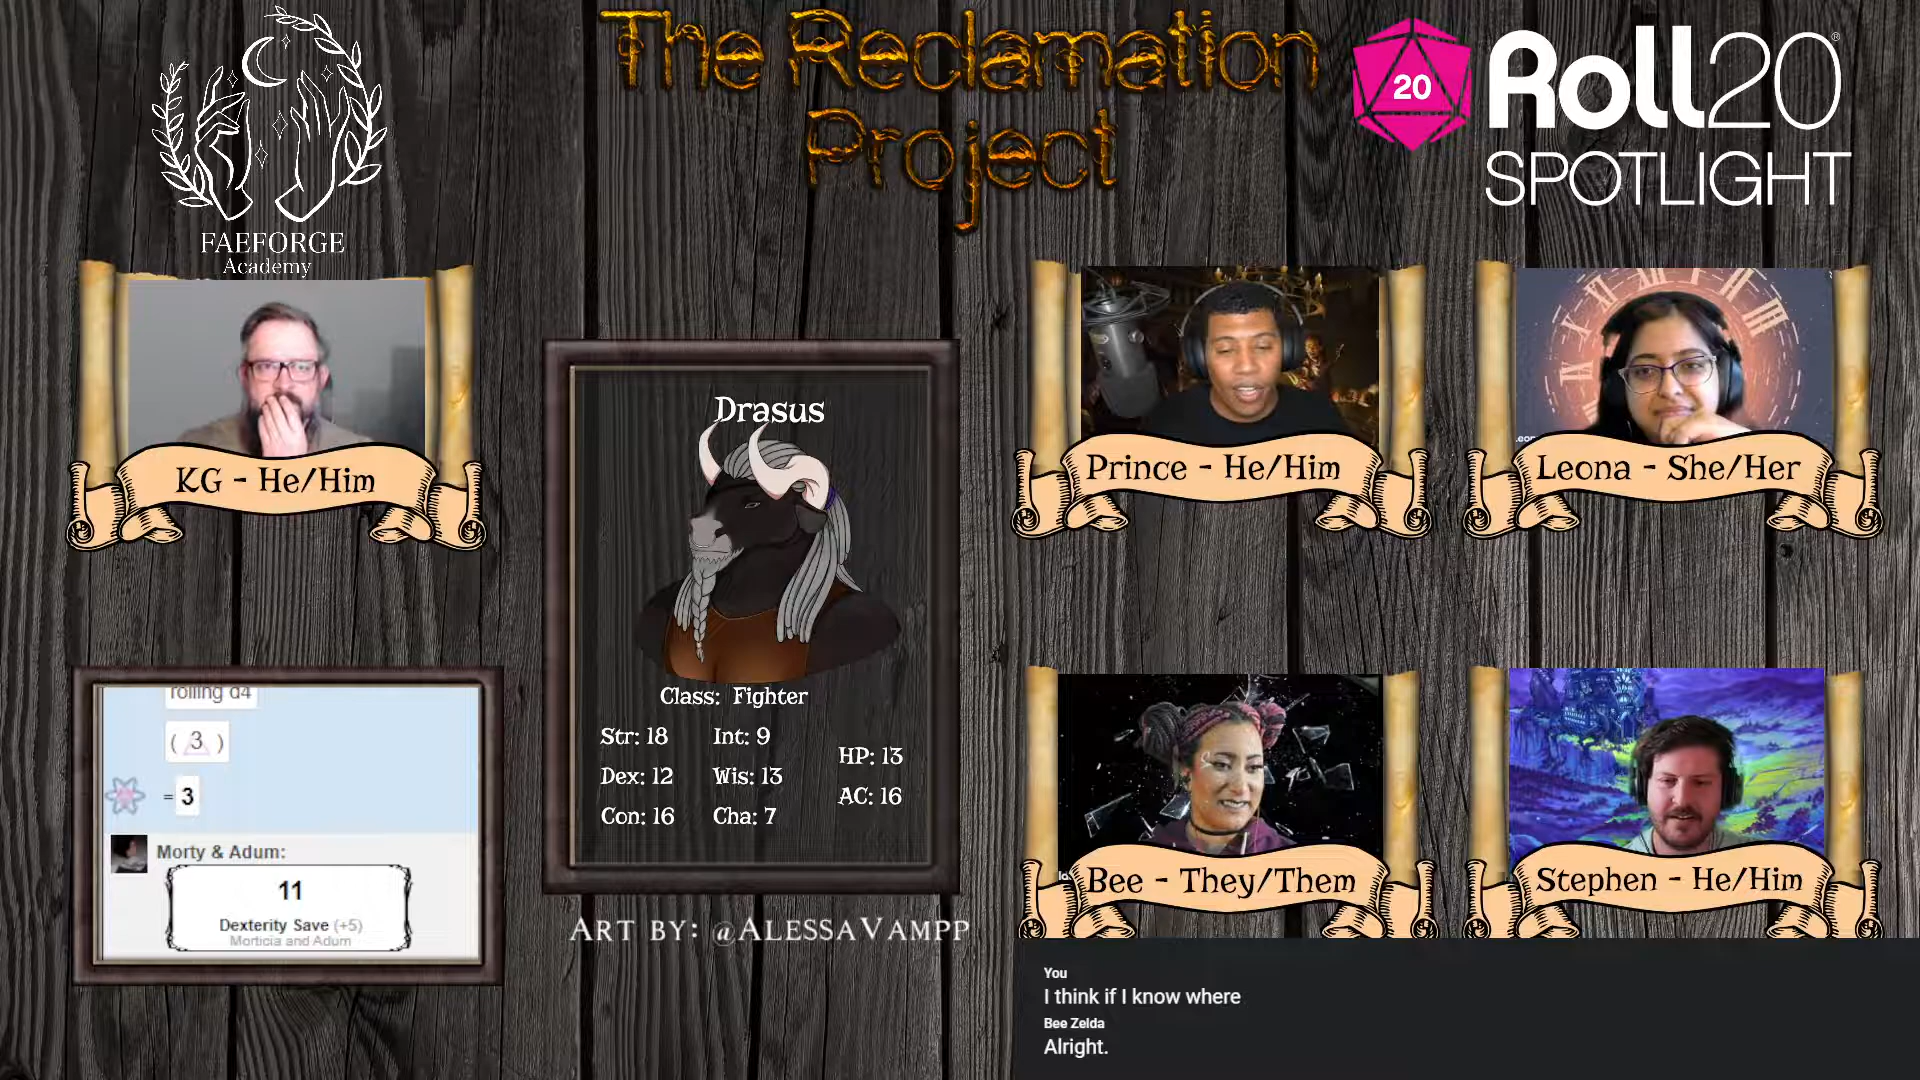 The Reclamation
Project
20
Roll20®
SPOTLIGHT
FAEFORGE
Academy
KG - He/Him
Prince - He/Him
Leona - She/Her
Drasus
Class: Fighter
Str: 18
Int: 9
HP: 13
Dex: 12
Wis: 13
AC: 16
Con: 16
Cha: 7
ART BY: @ALESSAVAMPP
rolling d4
( 3 )
= 3
Morty & Adum:
11
Dexterity Save (+5)
Morticia and Adum
Bee - They/Them
Stephen - He/Him
You
I think if I know where
Bee Zelda
Alright.